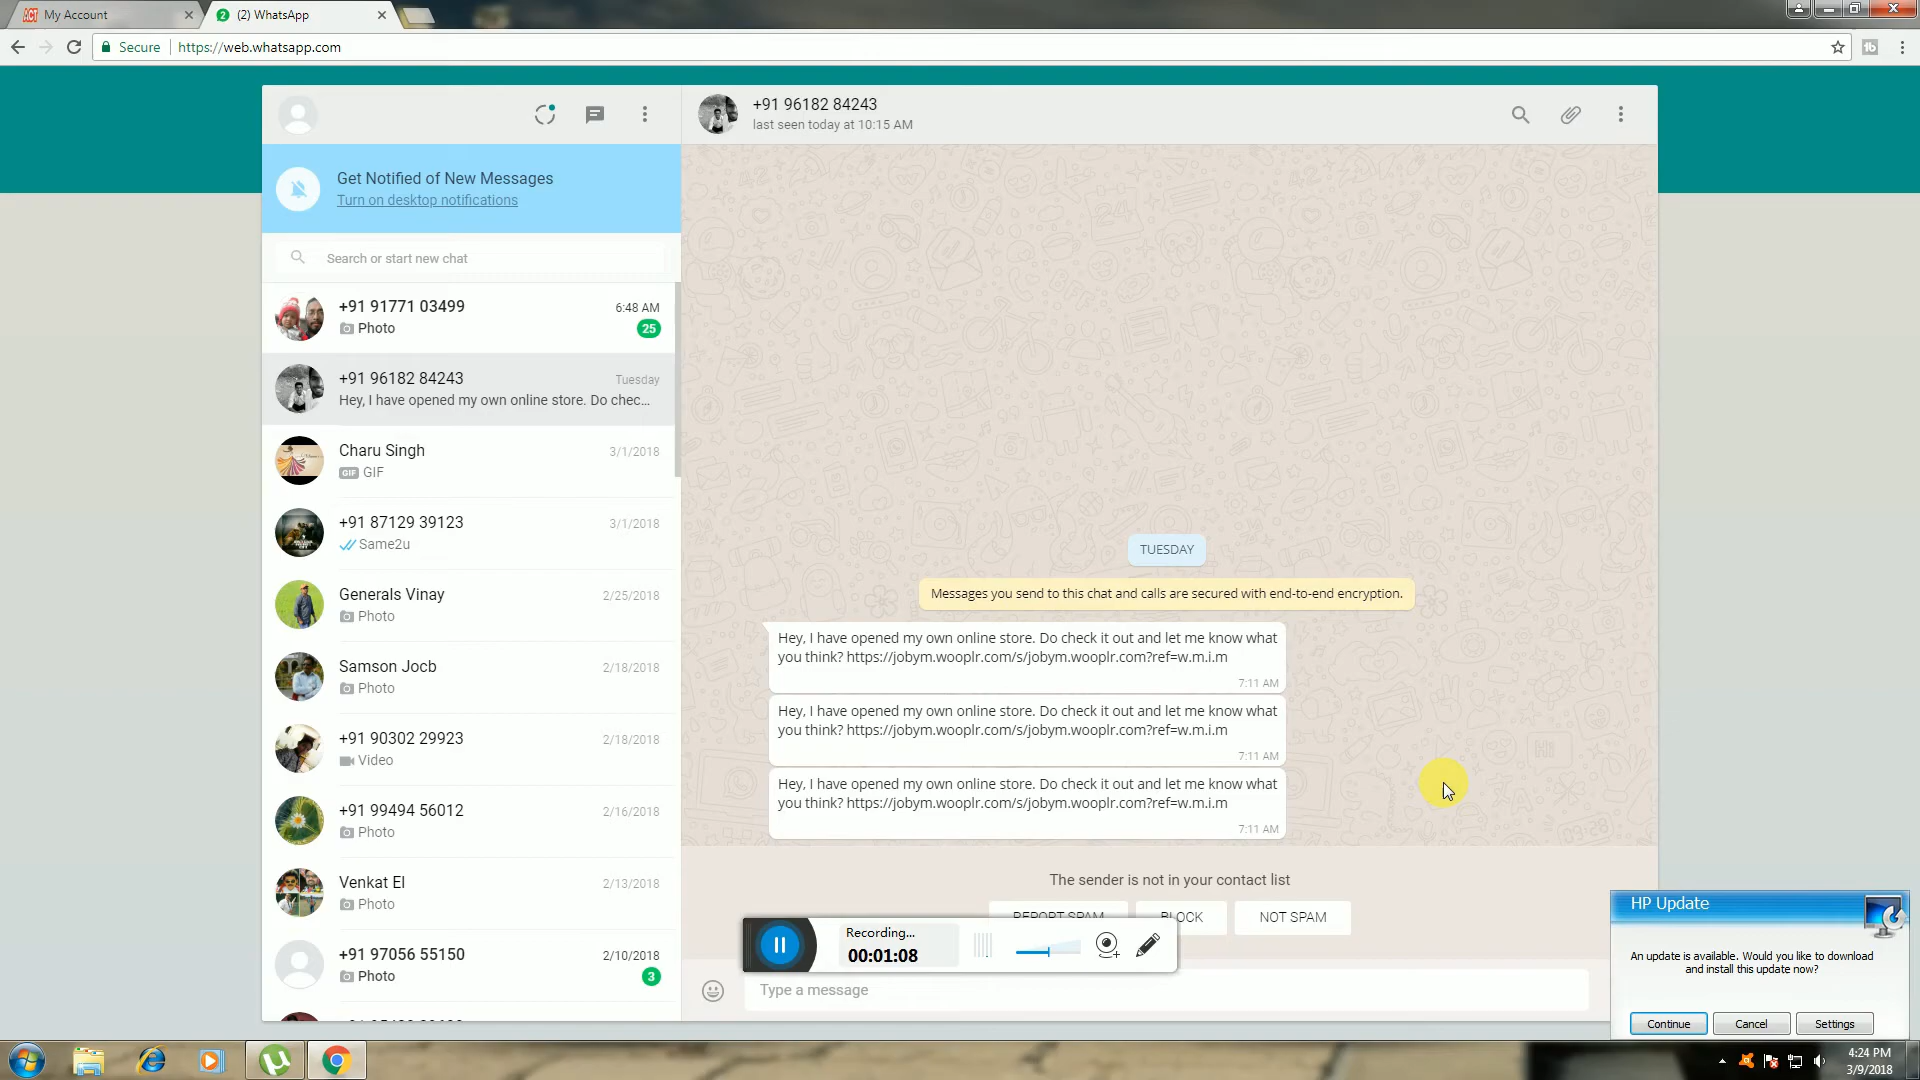 My Account
(2) WhatsApp
Secure
https://web.whatsapp.com
+91 96182 84243
last seen today at 10:15 AM
Get Notified of New Messages
Turn on desktop notifications
Search or start new chat
+91 91771 03499
6:48 AM
Photo
25
+91 96182 84243
Tuesday
Hey, I have opened my own online store. Do chec...
Charu Singh
3/1/2018
GIF GIF
+91 87129 39123
3/1/2018
Same2u
Generals Vinay
2/25/2018
Photo
Samson Jocb
2/18/2018
Photo
+91 90302 29923
2/18/2018
Video
+91 99494 56012
2/16/2018
Photo
Venkat El
2/13/2018
Photo
+91 97056 55150
2/10/2018
Photo
3
TUESDAY
Messages you send to this chat and calls are secured with end-to-end encryption.
Hey, I have opened my own online store. Do check it out and let me know what
you think? https://jobym.wooplr.com/s/jobym.wooplr.com?ref=w.m.i.m
7:11 AM
Hey, I have opened my own online store. Do check it out and let me know what
you think? https://jobym.wooplr.com/s/jobym.wooplr.com?ref=w.m.i.m
7:11 AM
Hey, I have opened my own online store. Do check it out and let me know what
you think? https://jobym.wooplr.com/s/jobym.wooplr.com?ref=w.m.i.m
7:11 AM
The sender is not in your contact list
REPORT SPAM
BLOCK
NOT SPAM
Recording...
00:01:08
Type a message
HP Update
An update is available. Would you like to download
and install this update now?
Continue
Cancel
Settings
4:24 PM
3/9/2018